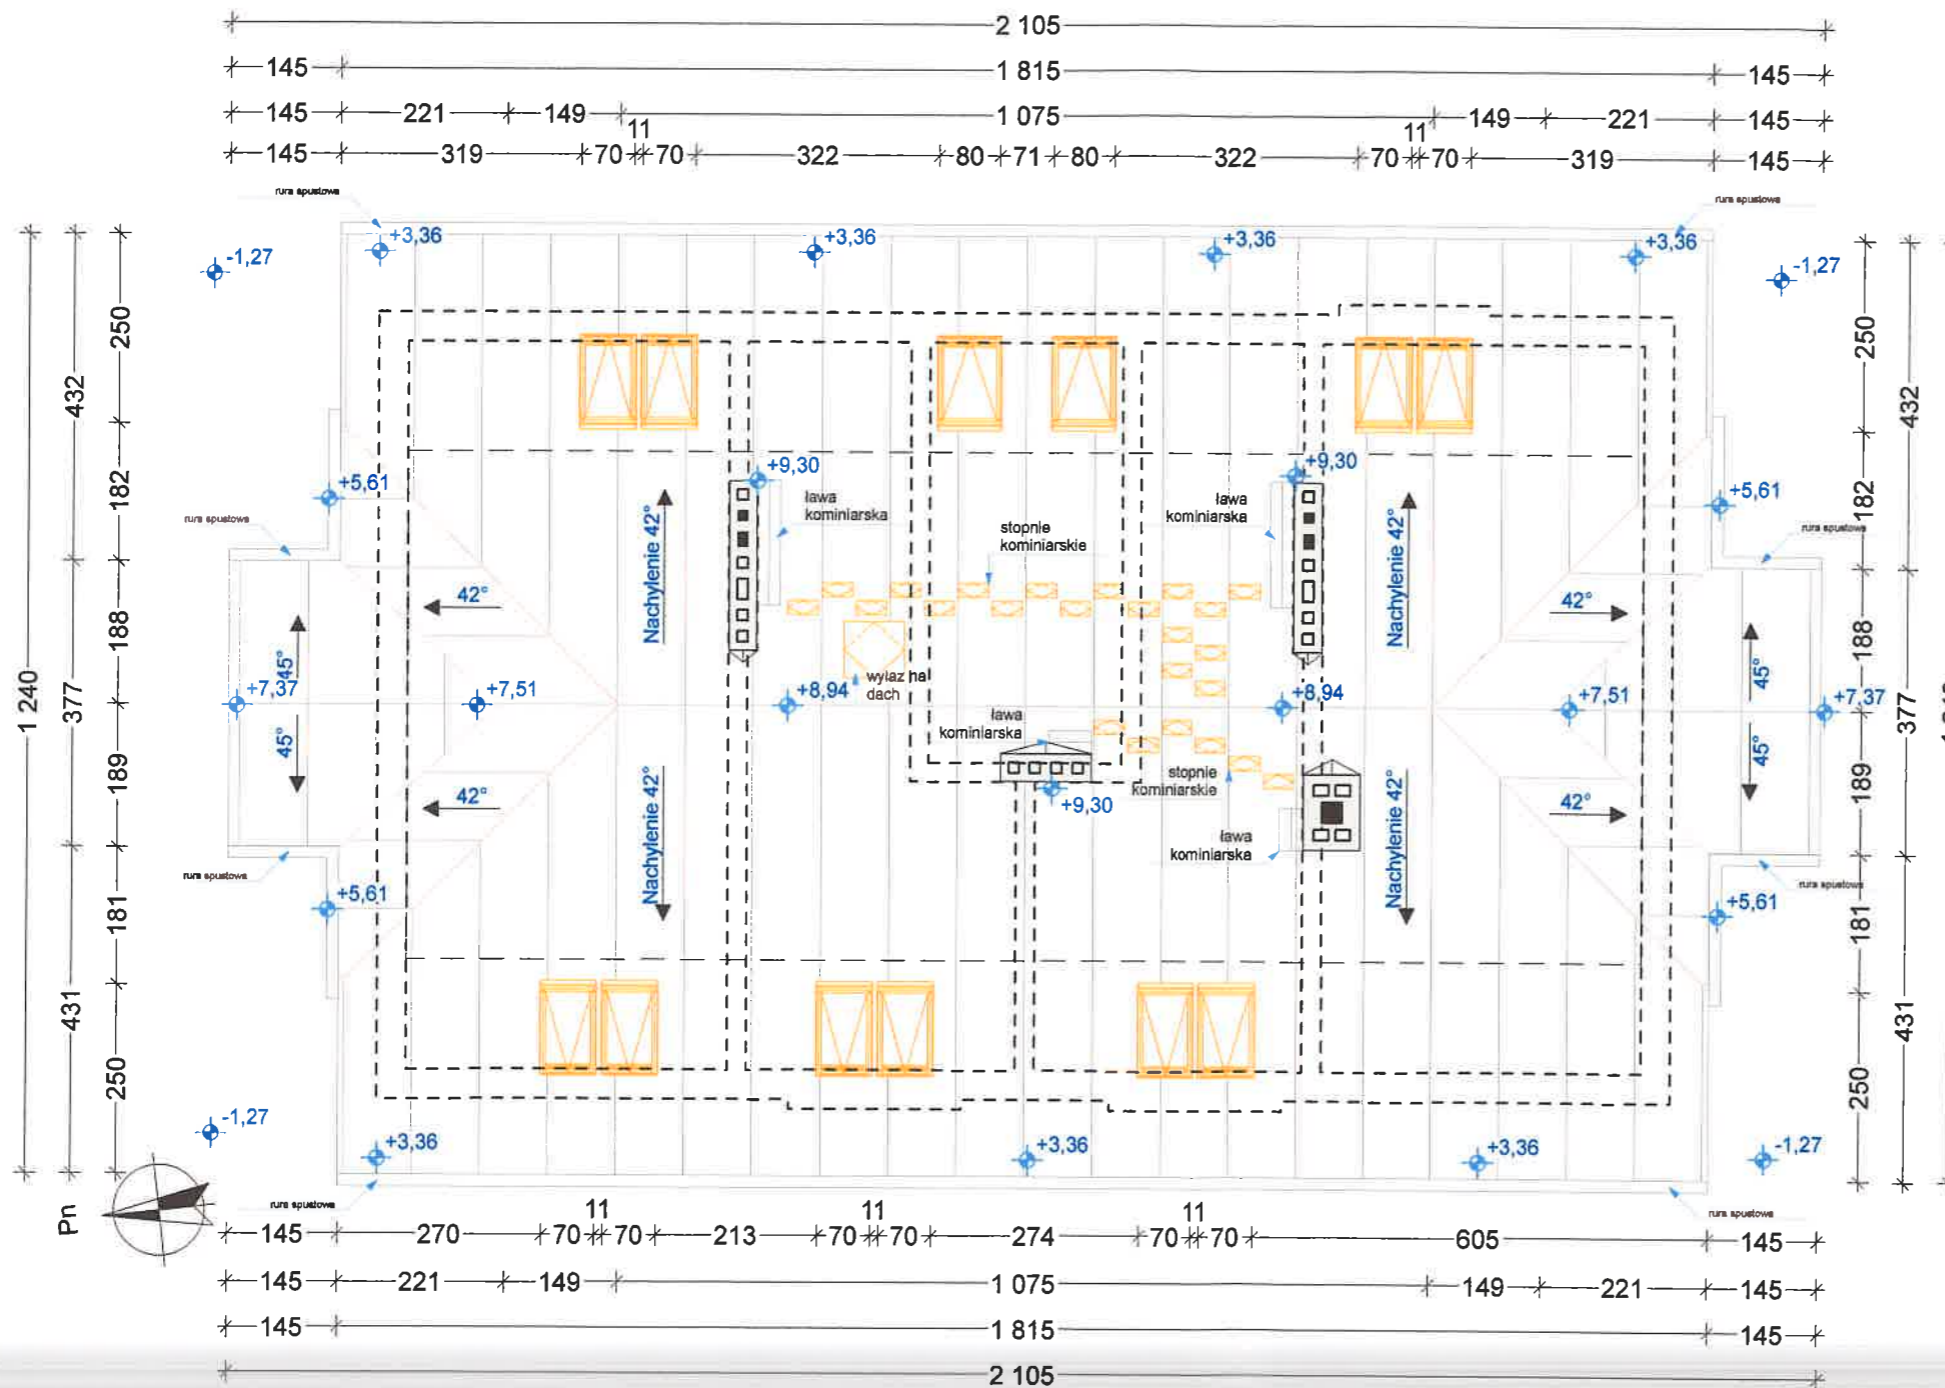 2 105
145 1 815 145
145 221 149 1 075 149 221 145
11 11
145 319 70 70 322 80 71 80 322 70 70 319 145
rura spustowa
rura spustowa
+3,36
+3,36
+3,36
+3,36
-1,27
-1,27
250
250
432
432
182
182
+9,30
+9,30
+5,61
+5,61
ława
kominiarska
ława
kominiarska
stopnie
kominiarskie
rura spustowa
rura spustowa
Nachylenie 42°
Nachylenie 42°
42°
42°
188
188
45°
45°
wyłaz na
dach
+7,37
+7,51
+8,94
+8,94
+7,51
+7,37
1 240
377
377
ława
kominiarska
45°
45°
189
189
stopnie
kominiarskie
+9,30
42°
42°
Nachylenie 42°
Nachylenie 42°
ława
kominiarska
rura spustowa
rura spustowa
+5,61
+5,61
181
181
431
431
250
250
-1,27
-1,27
+3,36
+3,36
+3,36
Pn
rura spustowa
rura spustowa
11 11 11
145 270 70 70 213 70 70 274 70 70 605 145
145 221 149 1 075 149 221 145
145 1 815 145
2 105